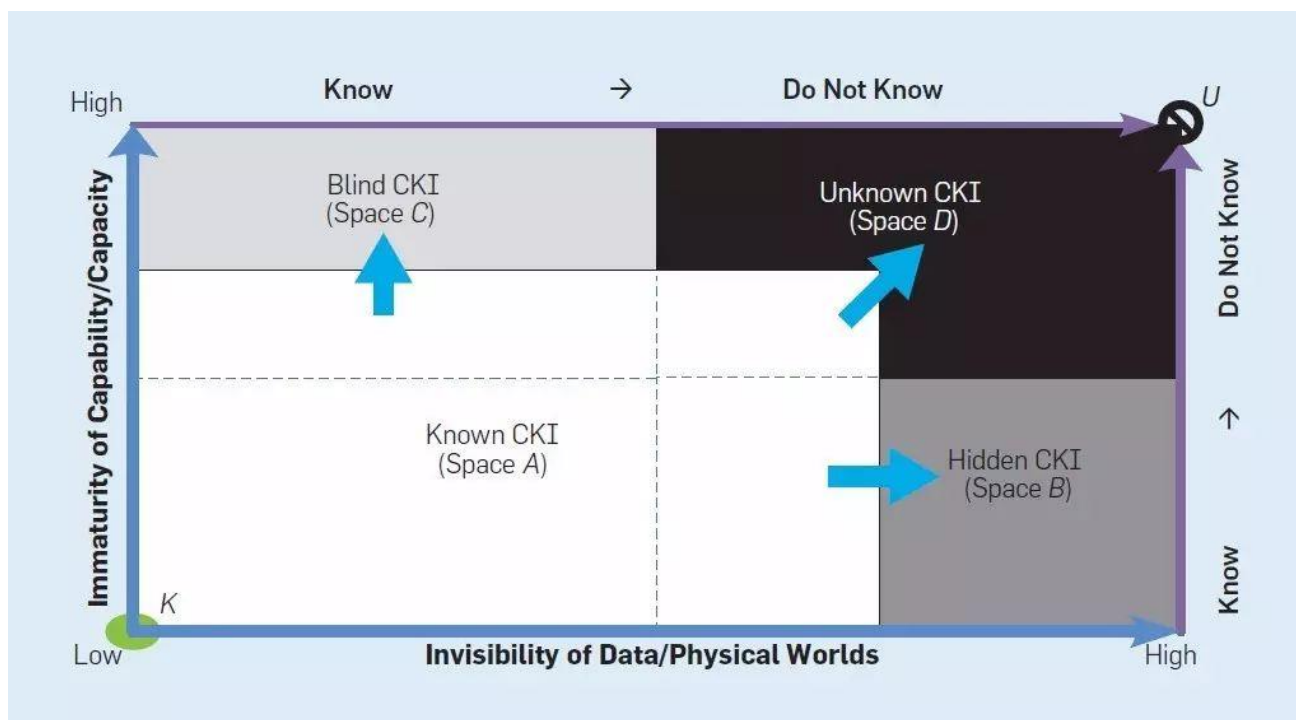 Know → Do Not Know
High
U
Blind CKI
(Space C)
Unknown CKI
(Space D)
Immaturity of Capability/Capacity
Do Not Know
→
Know
Known CKI
(Space A)
Hidden CKI
(Space B)
K
Low
Invisibility of Data/Physical Worlds
High